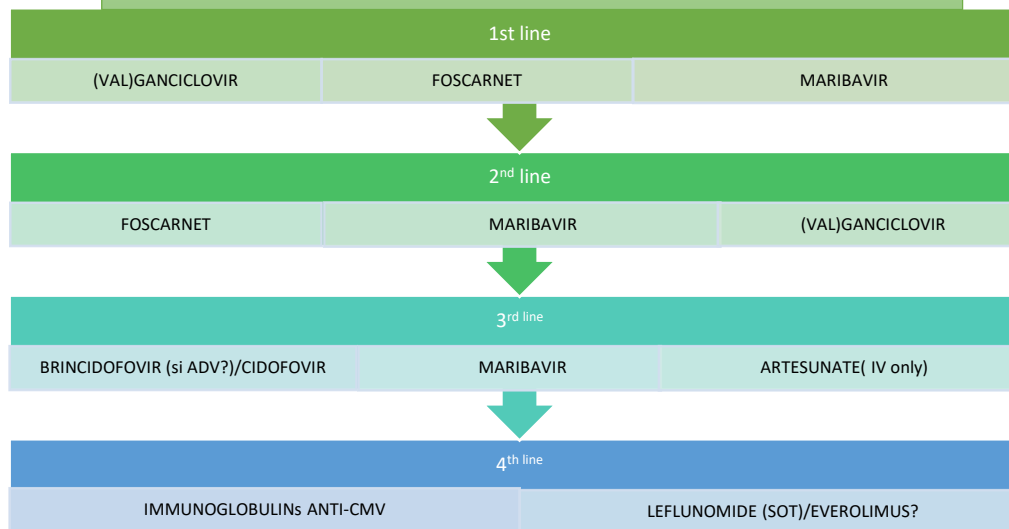 1st line
(VAL)GANCICLOVIR FOSCARNET MARIBAVIR
2nd line
FOSCARNET MARIBAVIR (VAL)GANCICLOVIR
3rd line
BRINCIDOFOVIR (si ADV?)/CIDOFOVIR MARIBAVIR ARTESUNATE( IV only)
4th line
IMMUNOGLOBULINs ANTI-CMV LEFLUNOMIDE (SOT)/EVEROLIMUS?